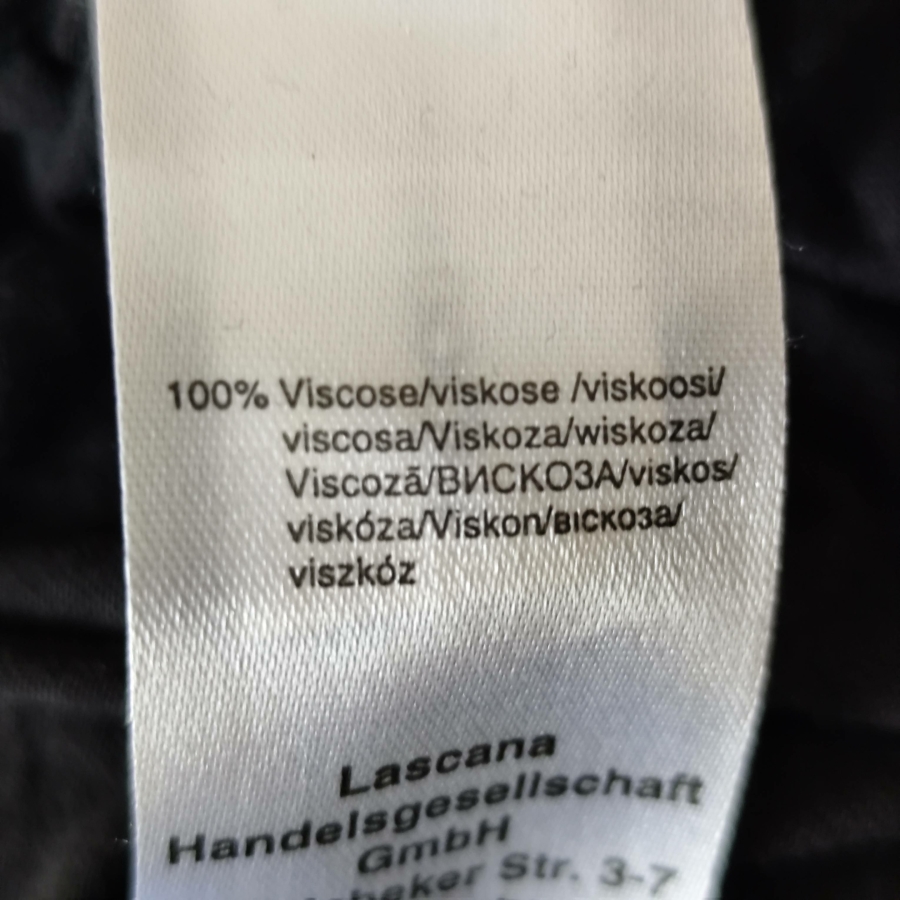 100% Viscose/viskose /viskoosi/
viscosa/Viskoza/wiskoza/
Viscoză/ВИСКОЗА/viskos/
viskóza/Viskon/вiскоза/
viszkóz
Lascana
Handelsgesellschaft
GmbH
Str. 3-7